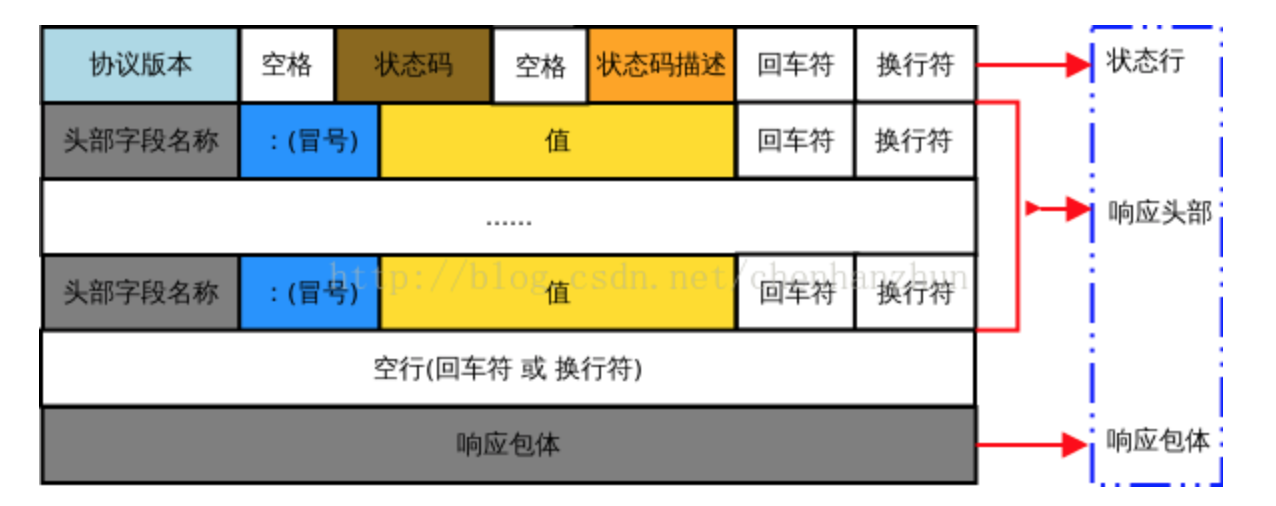 协议版本 空格 状态码 空格 状态码描述 回车符 换行符 状态行
头部字段名称 : (冒号) 值 回车符 换行符
...... 响应头部
头部字段名称 : (冒号) 值 回车符 换行符
http://blog.csdn.net/chenhanzhun
空行(回车符 或 换行符)
响应包体 响应包体